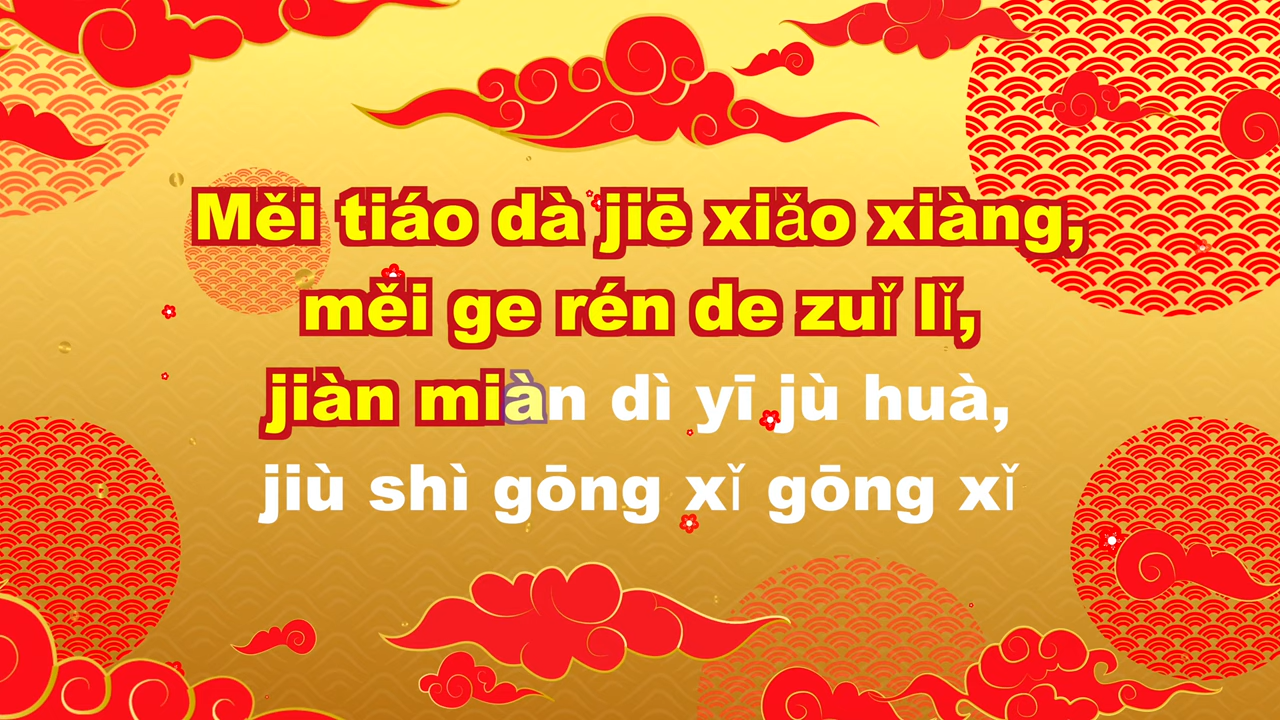 Měi tiáo dà jiē xiǎo xiàng,
měi ge rén de zuǐ lǐ,
jiàn miàn dì yī jù huà,
jiù shì gōng xǐ gōng xǐ